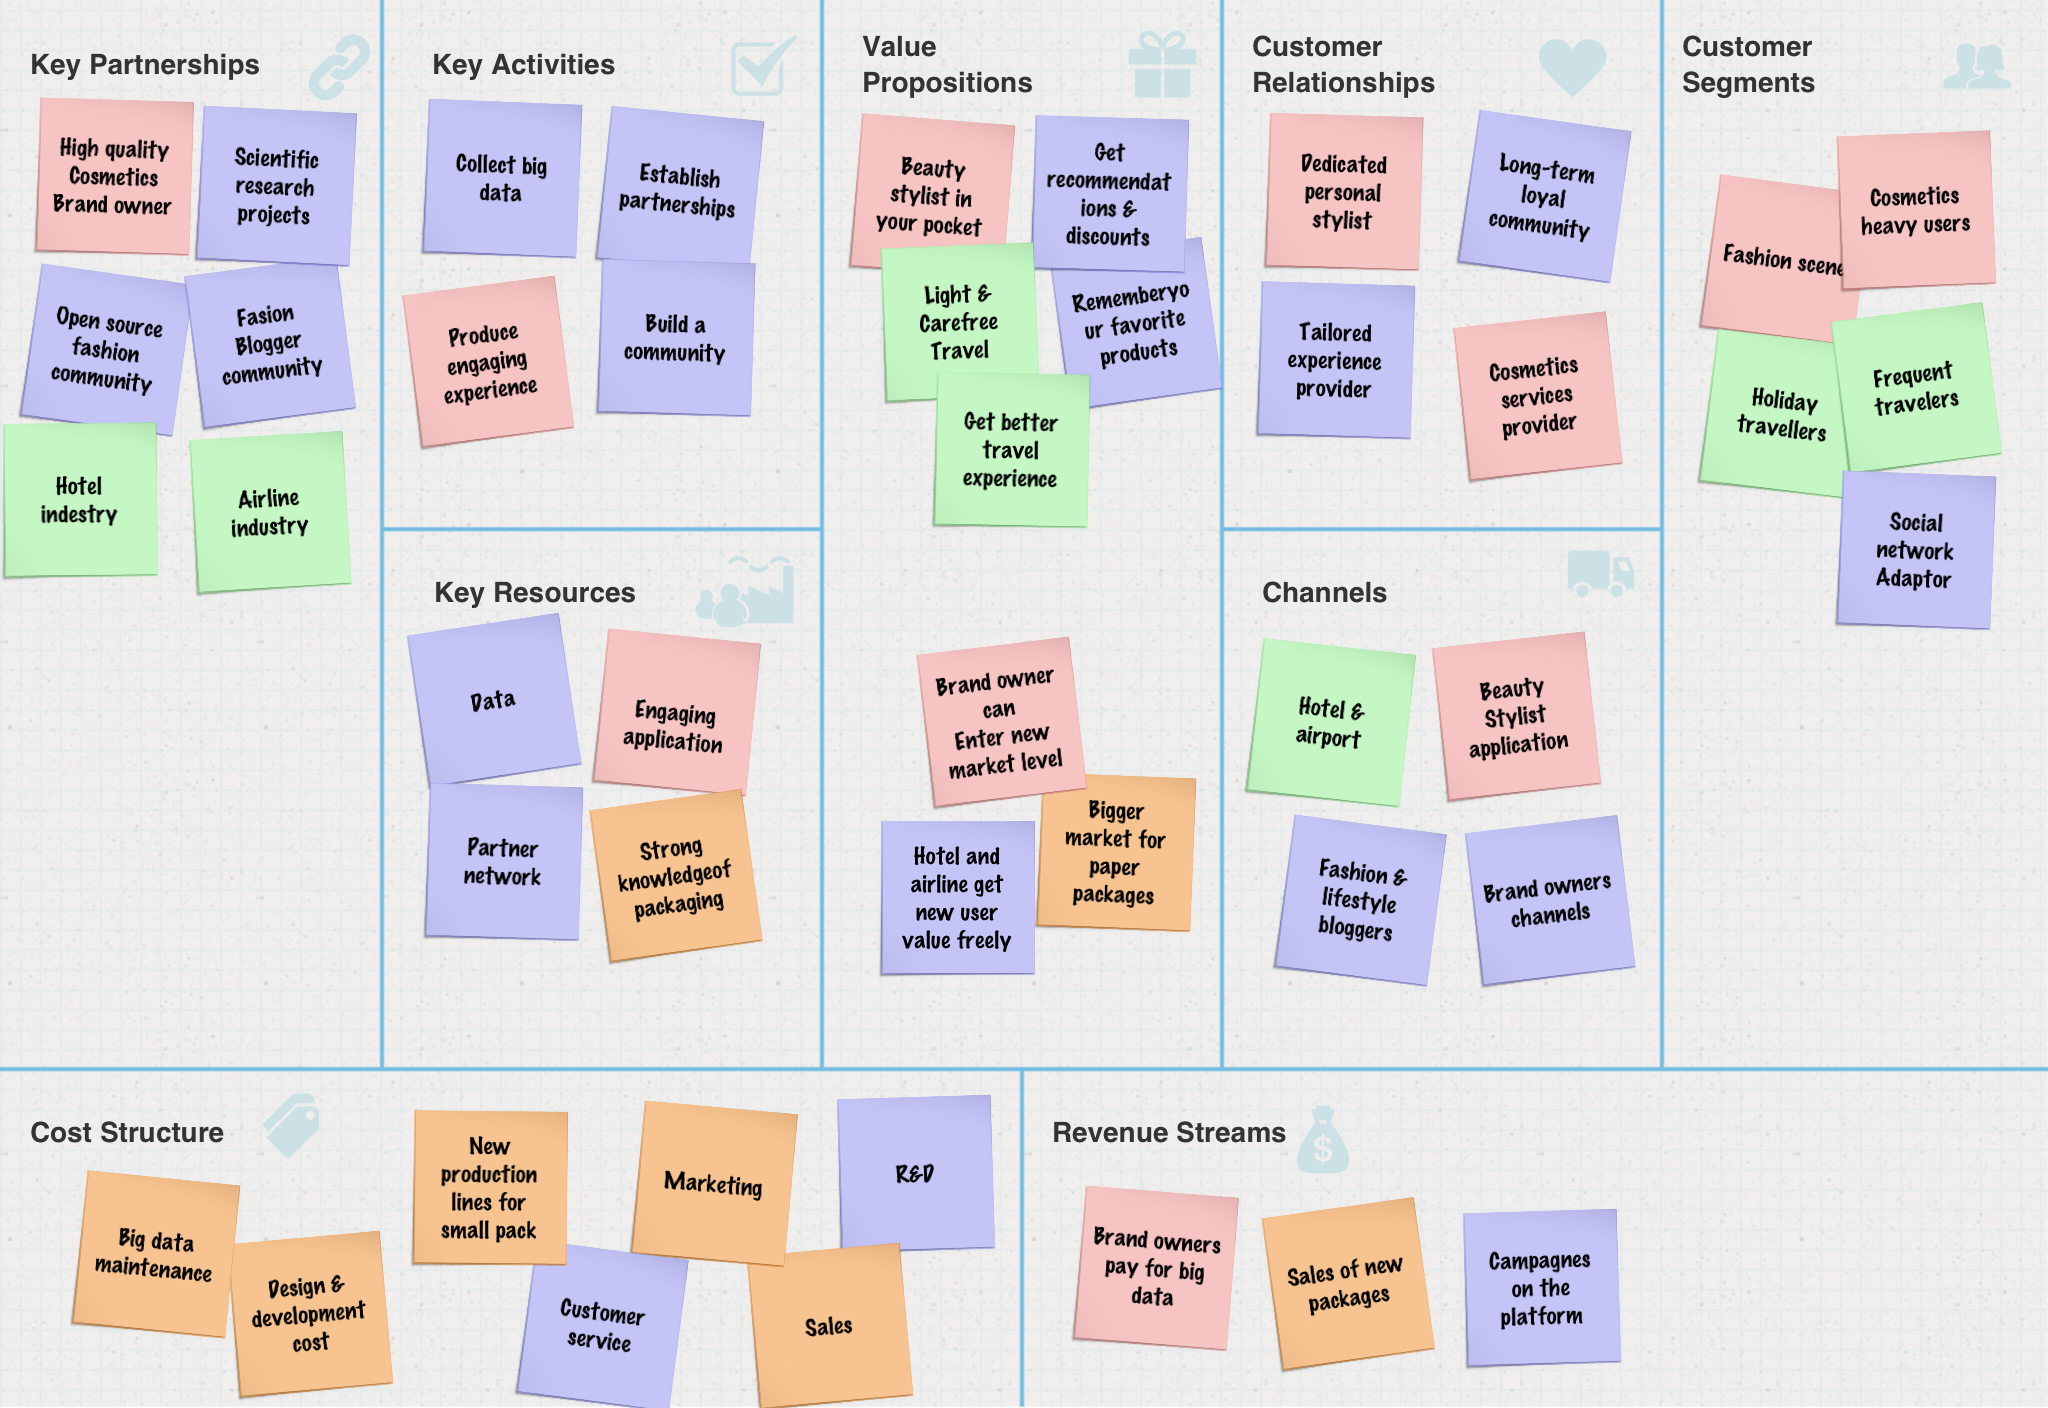 Key Partnerships
High quality
Cosmetics
Brand owner
Scientific
research
projects
Open source
fashion
community
Fasion
Blogger
community
Hotel
indestry
Airline
industry
Key Activities
Collect big
data
Establish
partnerships
Produce
engaging
experience
Build a
community
Key Resources
Data
Engaging
application
Partner
network
Strong
knowledgeof
packaging
Value
Propositions
Beauty
stylist in
your pocket
Get
recommendat
ions &
discounts
Light &
Carefree
Travel
Rememberyo
ur favorite
products
Get better
travel
experience
Brand owner
can
Enter new
market level
Hotel and
airline get
new user
value freely
Bigger
market for
paper
packages
Customer
Relationships
Dedicated
personal
stylist
Long-term
loyal
community
Tailored
experience
provider
Cosmetics
services
provider
Channels
Hotel &
airport
Beauty
Stylist
application
Fashion &
lifestyle
bloggers
Brand owners
channels
Customer
Segments
Fashion scene
Cosmetics
heavy users
Holiday
travellers
Frequent
travelers
Social
network
Adaptor
Cost Structure
Big data
maintenance
Design &
development
cost
New
production
lines for
small pack
Customer
service
Marketing
Sales
R&D
Revenue Streams
$
Brand owners
pay for big
data
Sales of new
packages
Campagnes
on the
platform